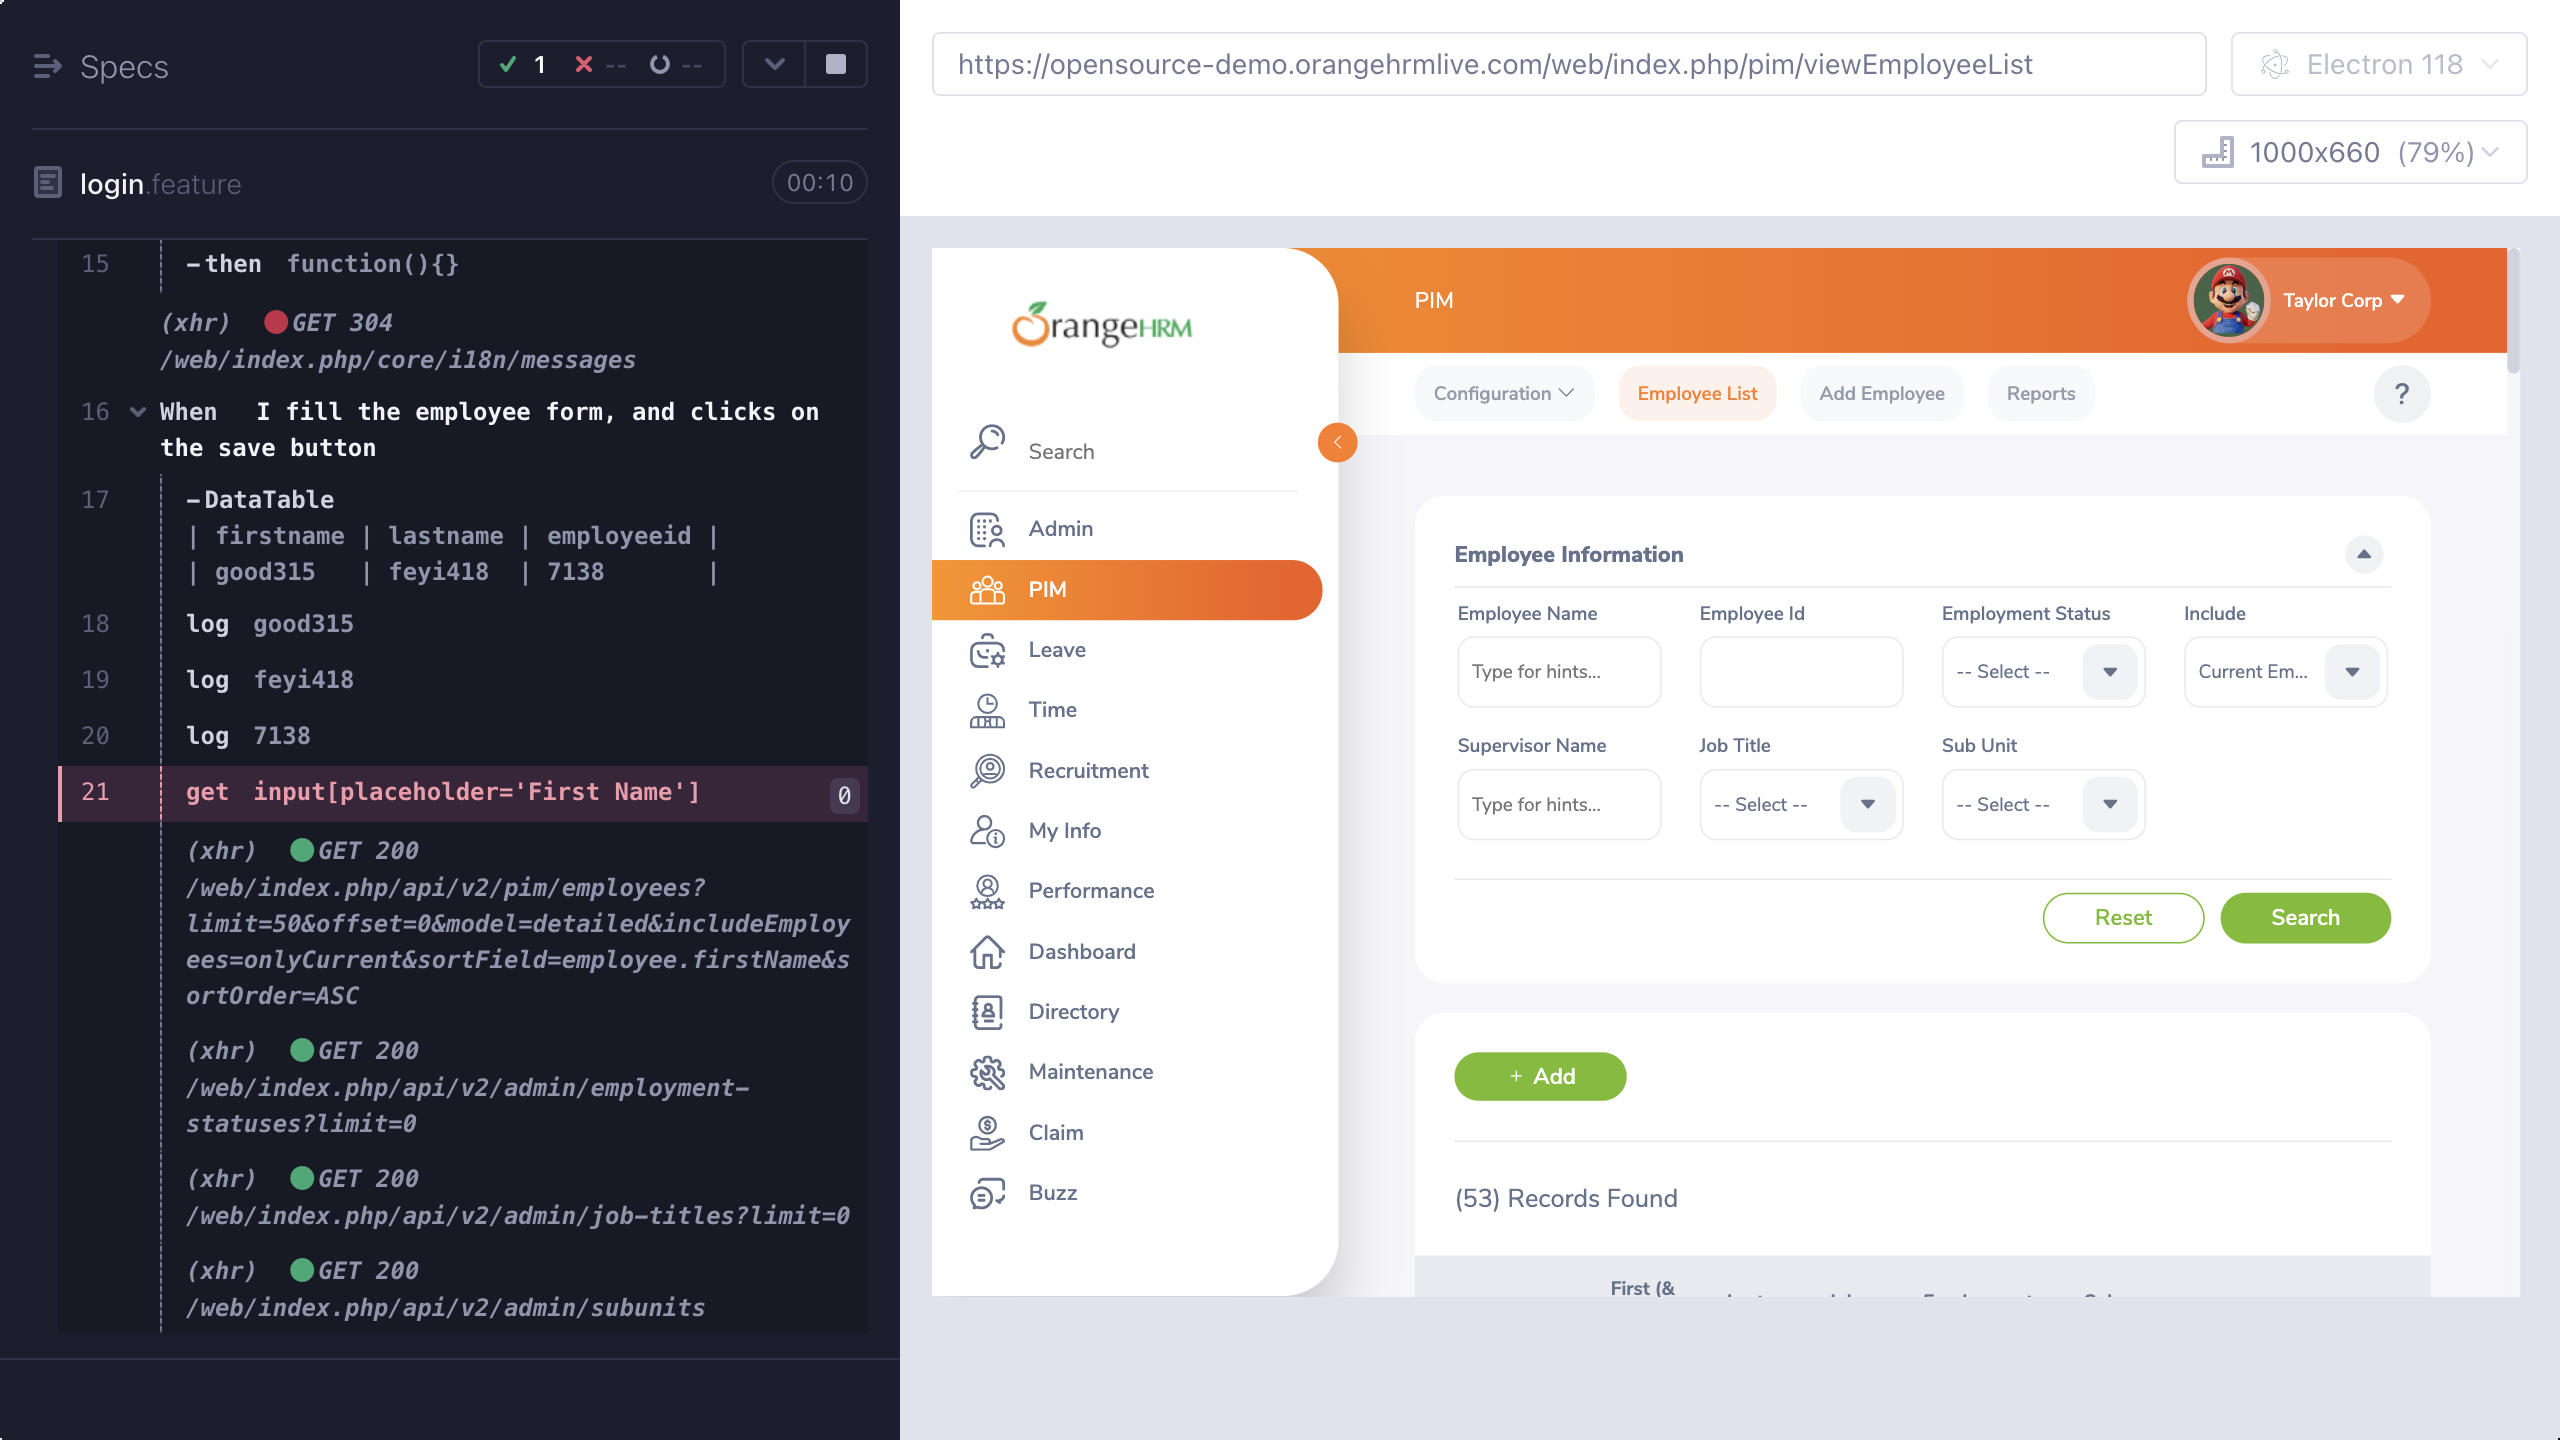 Specs
1
--
--
login.feature
00:10
15 -then function(){}
(xhr) GET 304
/web/index.php/core/i18n/messages
16 When I fill the employee form, and clicks on
the save button
17 -DataTable
| firstname | lastname | employeeid |
| good315 | feyi418 | 7138 |
18 log good315
19 log feyi418
20 log 7138
21 get input[placeholder='First Name'] 0
(xhr) GET 200
/web/index.php/api/v2/pim/employees?
limit=50&offset=0&model=detailed&includeEmploy
ees=onlyCurrent&sortField=employee.firstName&s
ortOrder=ASC
(xhr) GET 200
/web/index.php/api/v2/admin/employment-
statuses?limit=0
(xhr) GET 200
/web/index.php/api/v2/admin/job-titles?limit=0
(xhr) GET 200
/web/index.php/api/v2/admin/subunits
https://opensource-demo.orangehrmlive.com/web/index.php/pim/viewEmployeeList
Electron 118
1000x660 (79%)
OrangeHRM
Search
Admin
PIM
Leave
Time
Recruitment
My Info
Performance
Dashboard
Directory
Maintenance
Claim
Buzz
PIM
Taylor Corp
Configuration
Employee List
Add Employee
Reports
?
Employee Information
Employee Name Employee Id Employment Status Include
Type for hints... -- Select -- Current Em...
Supervisor Name Job Title Sub Unit
Type for hints... -- Select -- -- Select --
Reset
Search
+ Add
(53) Records Found
First (&